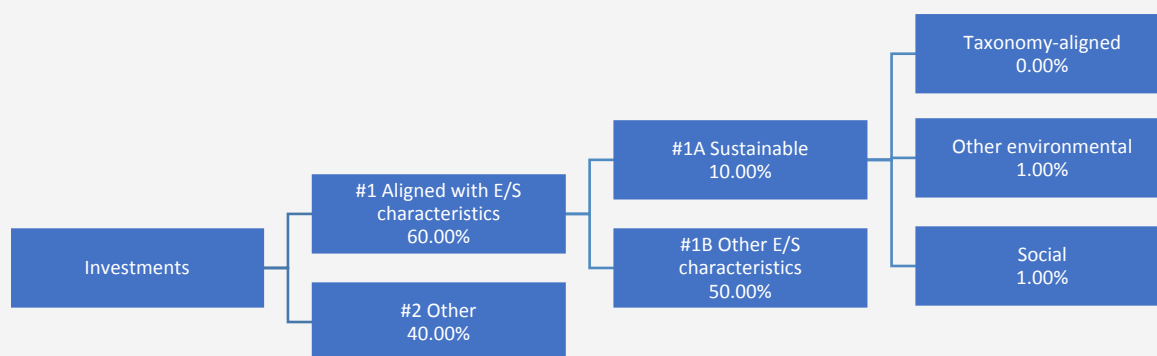 Investments
#1 Aligned with E/S
characteristics
60.00%
#2 Other
40.00%
#1A Sustainable
10.00%
#1B Other E/S
characteristics
50.00%
Taxonomy-aligned
0.00%
Other environmental
1.00%
Social
1.00%